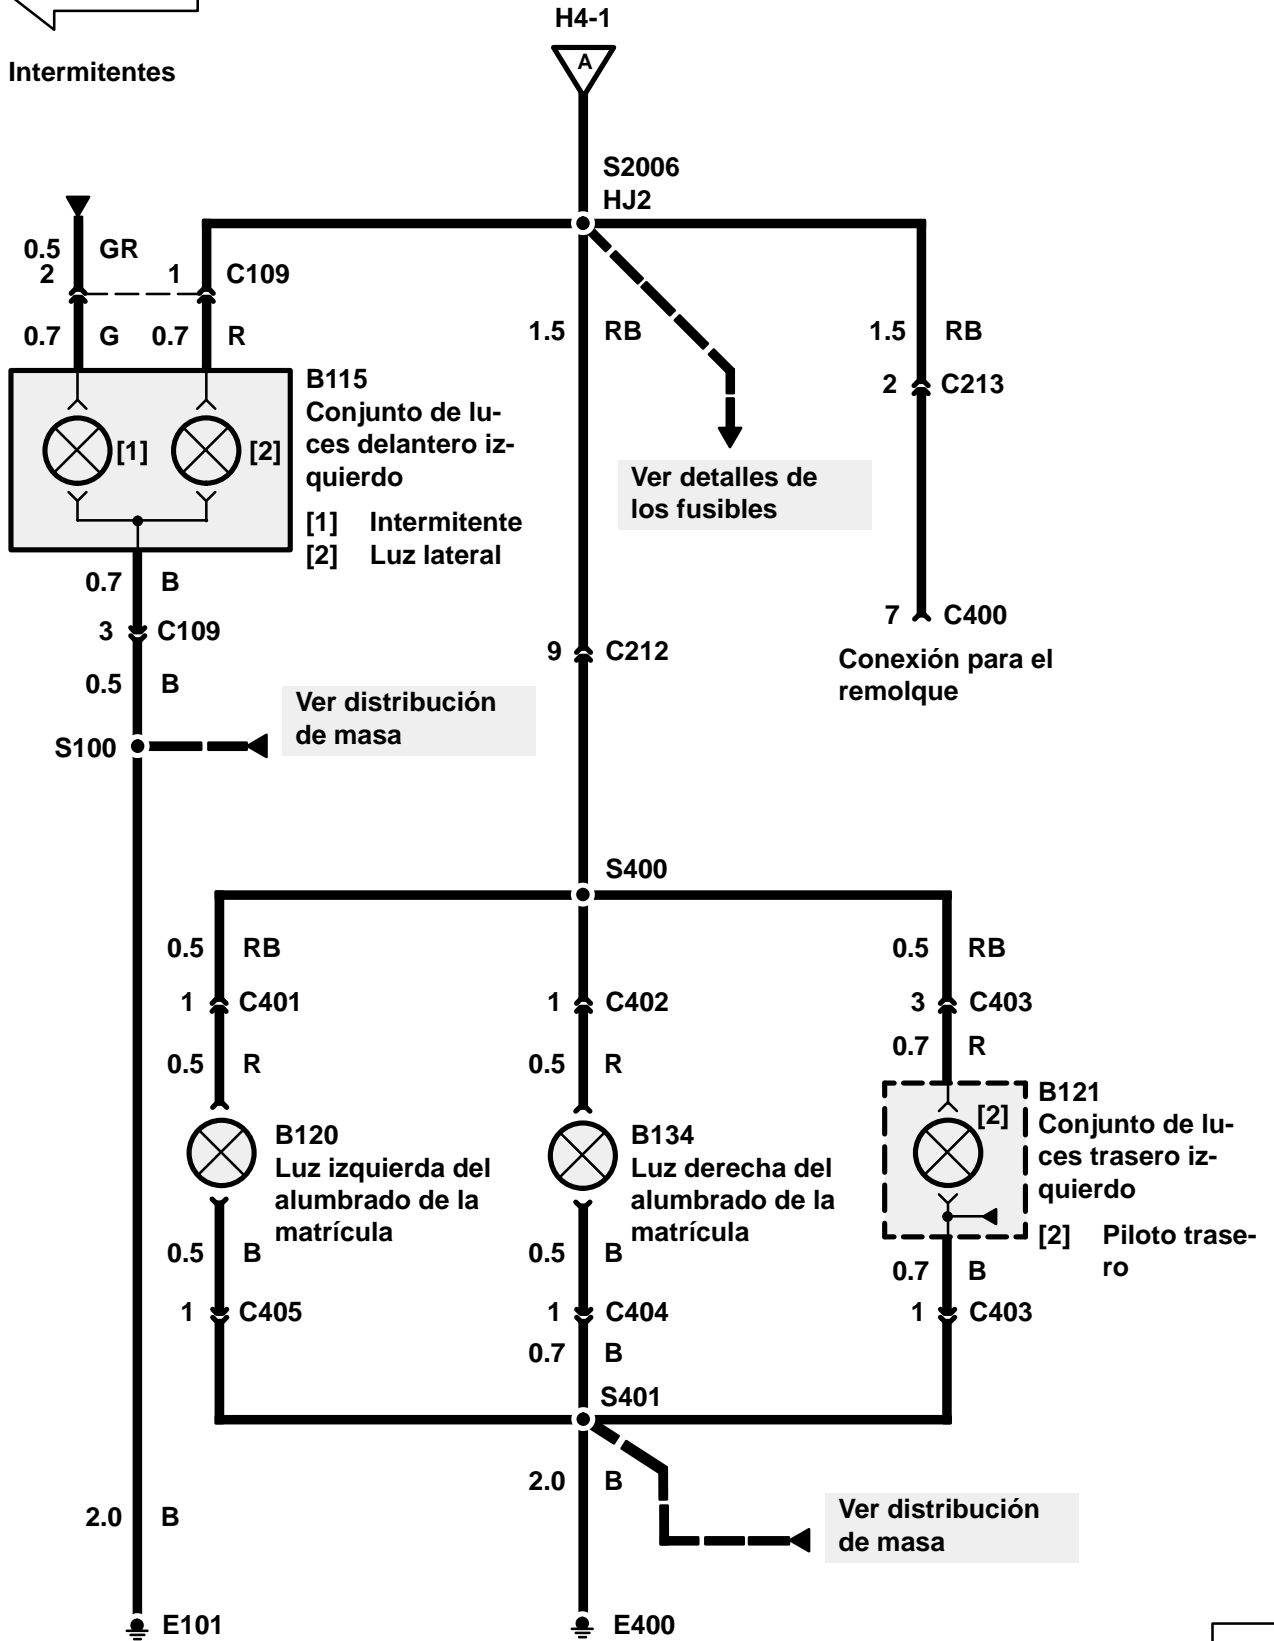 H4-1
A
Intermitentes
S2006
HJ2
0.5 GR
2 1 C109
0.7 G 0.7 R
1.5 RB
1.5 RB
2 C213
B115
Conjunto de lu-
ces delantero iz-
quierdo
[1] [2]
[1] Intermitente
[2] Luz lateral
Ver detalles de
los fusibles
0.7 B
3 C109
0.5 B
7 C400
Conexión para el
remolque
9 C212
S100
Ver distribución
de masa
S400
0.5 RB
0.5 RB
1 C401
1 C402
3 C403
0.5 R
0.5 R
0.7 R
B120
Luz izquierda del
alumbrado de la
matrícula
B134
Luz derecha del
alumbrado de la
matrícula
[2]
B121
Conjunto de lu-
ces trasero iz-
quierdo
[2] Piloto trase-
ro
0.5 B
0.5 B
0.7 B
1 C405
1 C404
1 C403
0.7 B
S401
2.0 B
2.0 B
Ver distribución
de masa
E101
E400